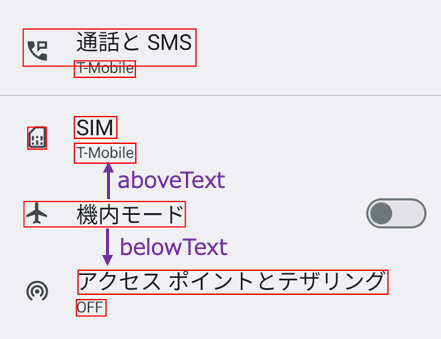 通話と SMS
T-Mobile
SIM
T-Mobile
aboveText
機内モード
belowText
アクセス ポイントとテザリング
OFF